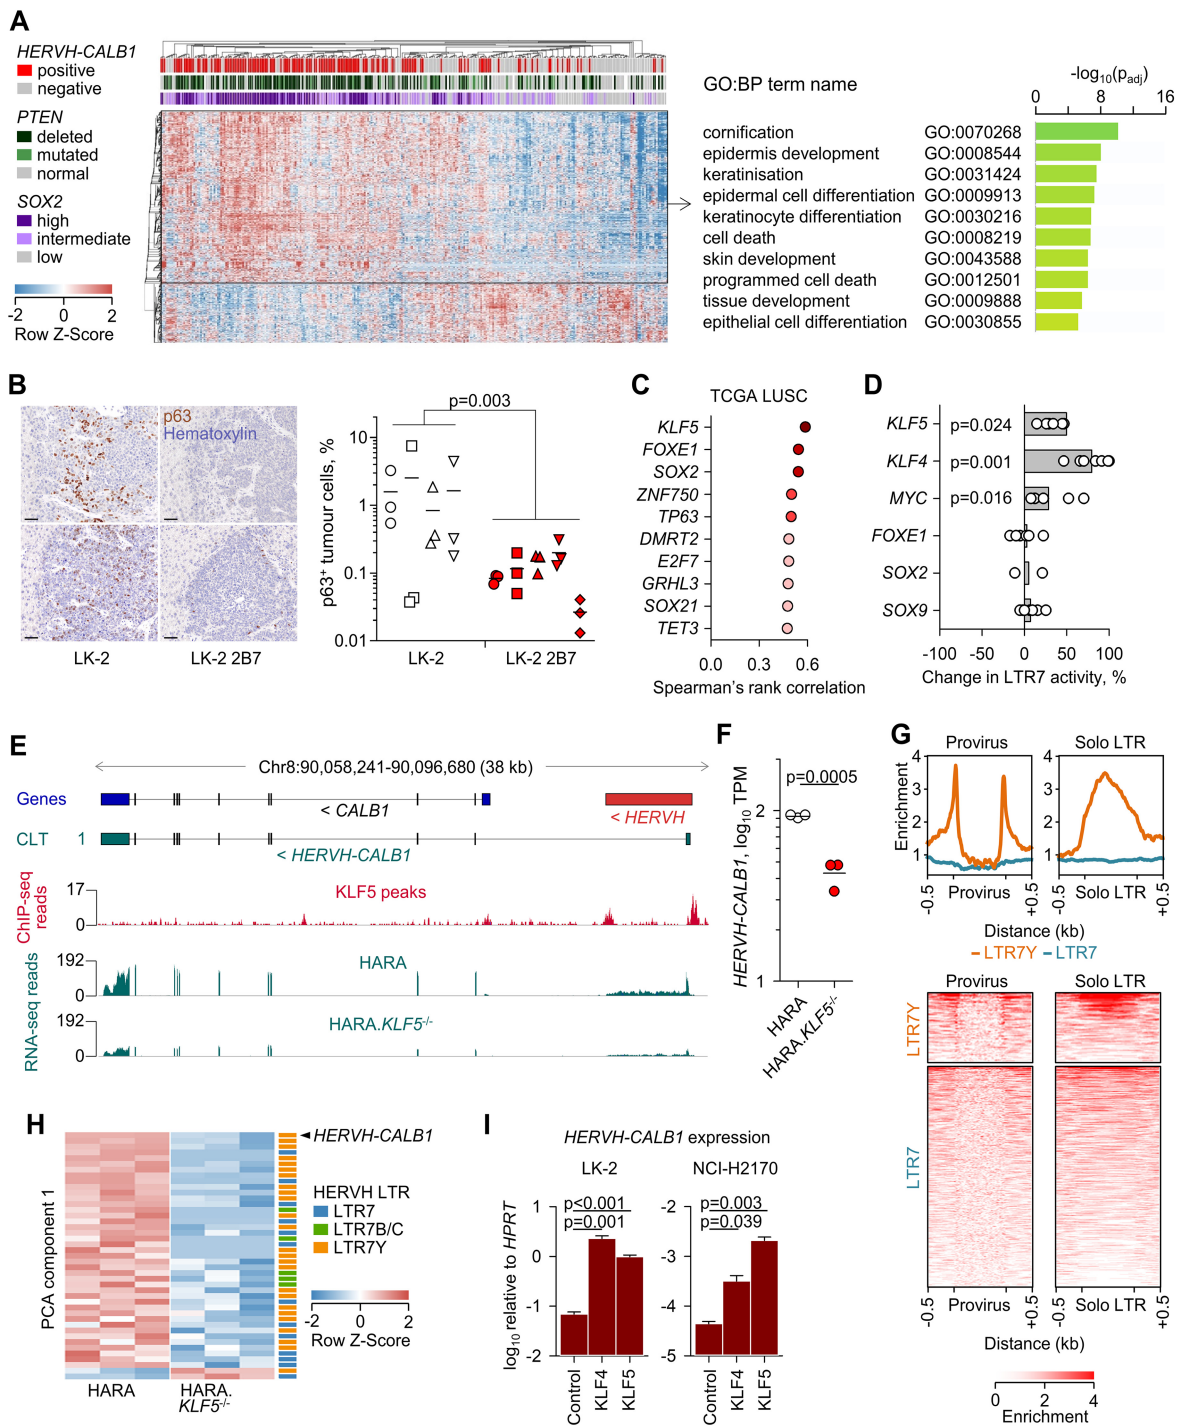 A
HERVH-CALB1
positive
negative
PTEN
deleted
mutated
normal
SOX2
high
intermediate
low
-2 0 2
Row Z-Score
GO:BP term name
-log10(padj)
0 8 16
cornification GO:0070268
epidermis development GO:0008544
keratinisation GO:0031424
epidermal cell differentiation GO:0009913
keratinocyte differentiation GO:0030216
cell death GO:0008219
skin development GO:0043588
programmed cell death GO:0012501
tissue development GO:0009888
epithelial cell differentiation GO:0030855
B
p63
Hematoxylin
LK-2 LK-2 2B7
p63+ tumour cells, %
p=0.003
10
1
0.1
0.01
LK-2 LK-2 2B7
C
TCGA LUSC
KLF5
FOXE1
SOX2
ZNF750
TP63
DMRT2
E2F7
GRHL3
SOX21
TET3
0.0 0.3 0.6
Spearman's rank correlation
D
KLF5 p=0.024
KLF4 p=0.001
MYC p=0.016
FOXE1
SOX2
SOX9
-100 -50 0 50 100
Change in LTR7 activity, %
E
Chr8:90,058,241-90,096,680 (38 kb)
Genes
< CALB1
< HERVH
CLT 1
< HERVH-CALB1
ChIP-seq reads
17
0
KLF5 peaks
RNA-seq reads
192
0
HARA
192
0
HARA.KLF5-/-
F
HERVH-CALB1, log10 TPM
p=0.0005
2
1
HARA
HARA.KLF5-/-
G
Provirus Solo LTR
Enrichment
4
3
2
1
-0.5 Provirus +0.5 -0.5 Solo LTR +0.5
Distance (kb)
LTR7Y LTR7
Provirus Solo LTR
LTR7Y
LTR7
-0.5 Provirus +0.5 -0.5 Solo LTR +0.5
Distance (kb)
0 2 4
Enrichment
H
PCA component 1
HERVH-CALB1
HERVH LTR
LTR7
LTR7B/C
LTR7Y
-2 0 2
Row Z-Score
HARA HARA.
KLF5-/-
I
HERVH-CALB1 expression
LK-2 NCI-H2170
log10 relative to HPRT
1
0
-1
-2
p<0.001
p=0.001
Control
KLF4
KLF5
-2
-3
-4
-5
p=0.003
p=0.039
Control
KLF4
KLF5